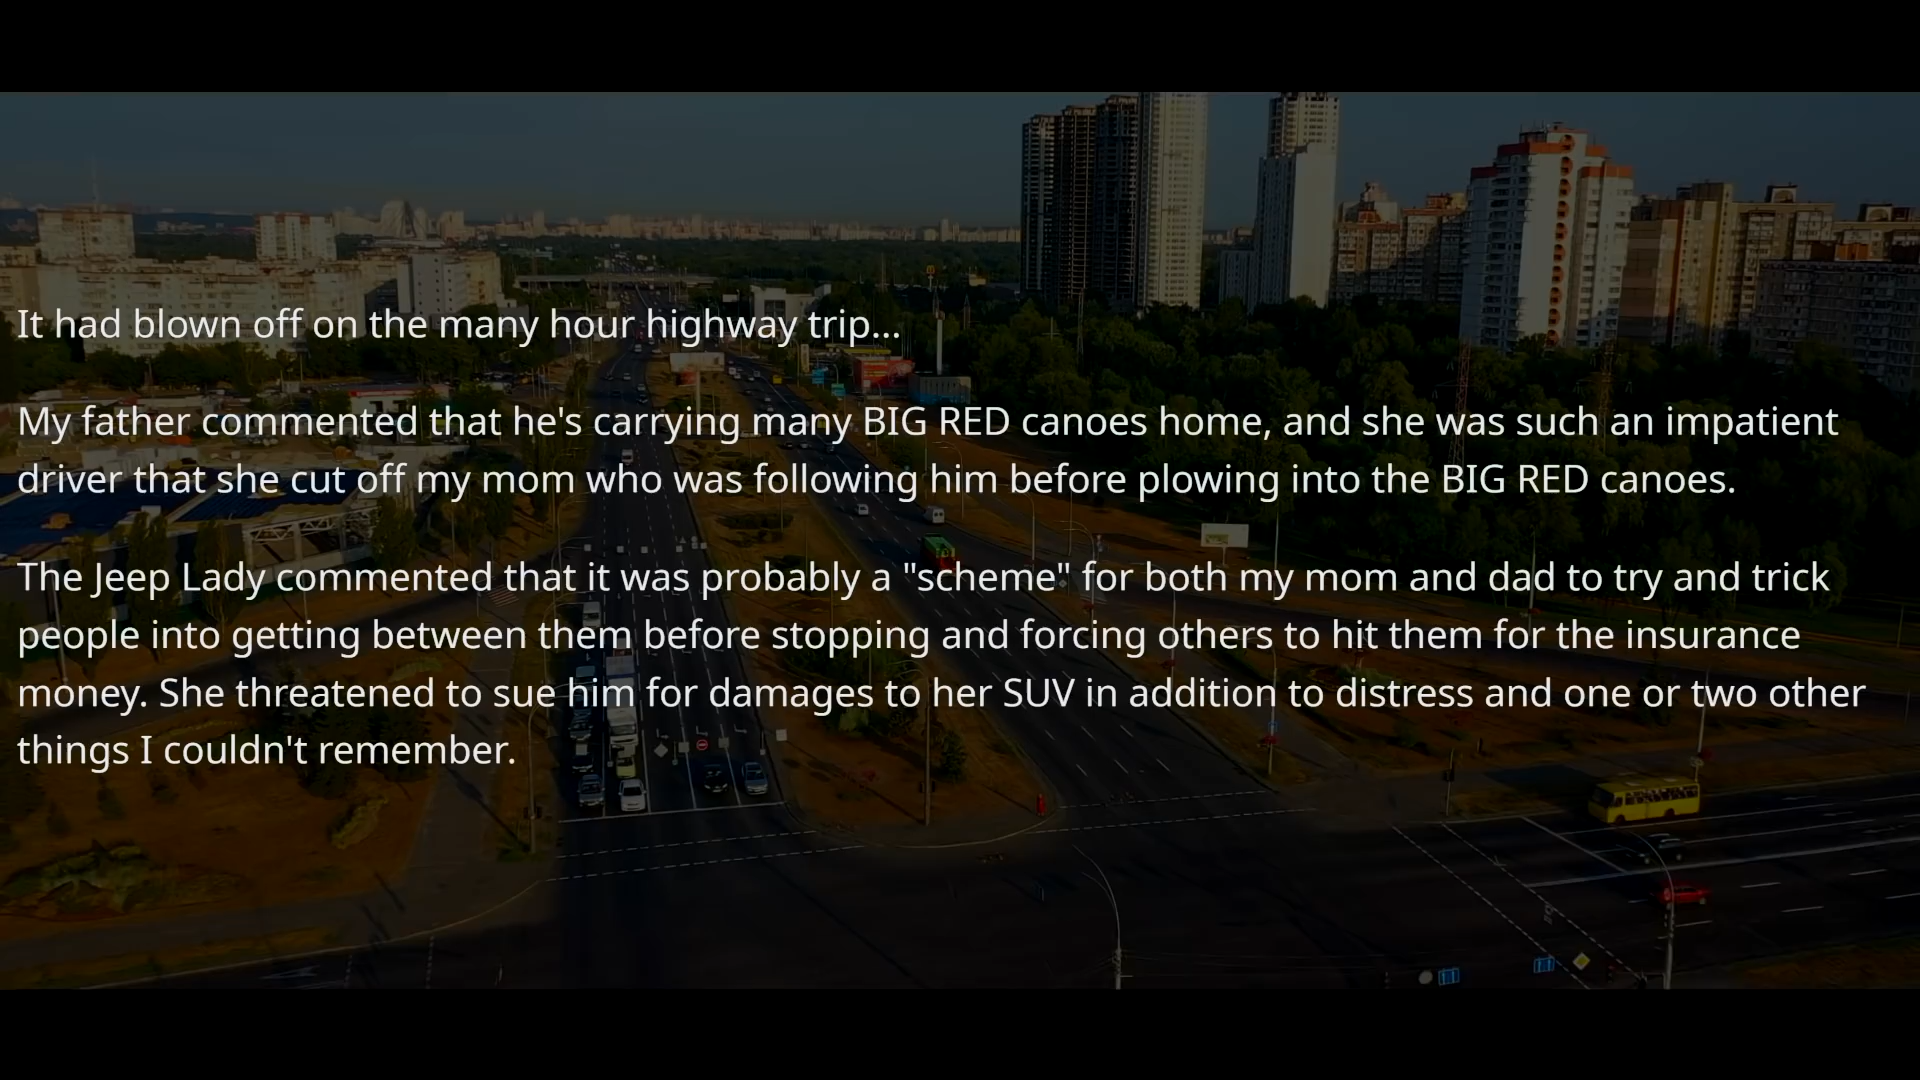 It had blown off on the many hour highway trip...
My father commented that he's carrying many BIG RED canoes home, and she was such an impatient
driver that she cut off my mom who was following him before plowing into the BIG RED canoes.
The Jeep Lady commented that it was probably a "scheme" for both my mom and dad to try and trick
people into getting between them before stopping and forcing others to hit them for the insurance
money. She threatened to sue him for damages to her SUV in addition to distress and one or two other
things I couldn't remember.